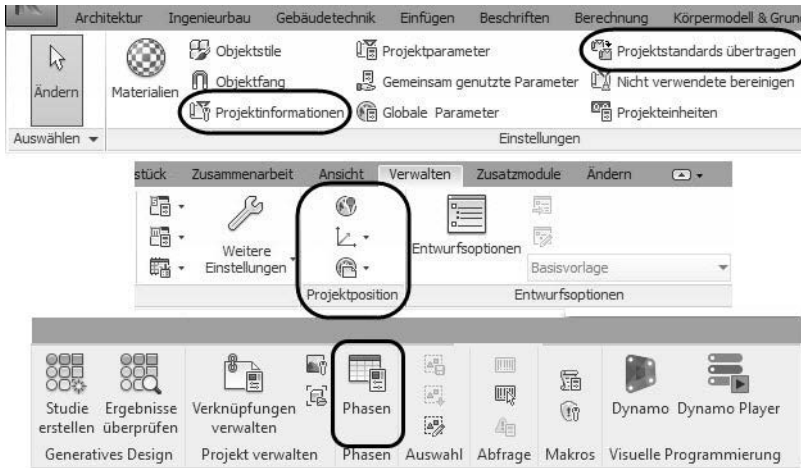 Architektur Ingenieurbau Gebäudetechnik Einfügen Beschriften Berechnung Körpermodell & Grun
Objektstile Projektparameter Projektstandards übertragen
Ändern Materialien Objektfang Gemeinsam genutzte Parameter Nicht verwendete bereinigen
Projektinformationen Globale Parameter Projekteinheiten
Auswählen Einstellungen
stück Zusammenarbeit Ansicht Verwalten Zusatzmodule Ändern
Weitere
Einstellungen
Entwurfsoptionen
Basisvorlage
Projektposition Entwurfsoptionen
Studie Ergebnisse Verknüpfungen Phasen Dynamo Dynamo Player
erstellen überprüfen verwalten
Generatives Design Projekt verwalten Phasen Auswahl Abfrage Makros Visuelle Programmierung